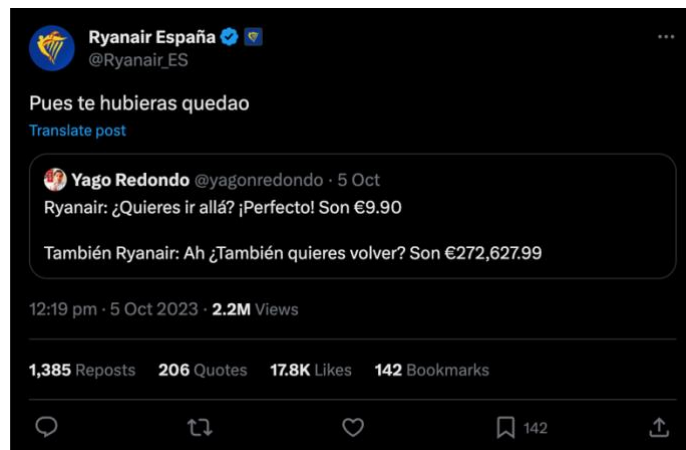 Ryanair España
@Ryanair_ES
Pues te hubieras quedao
Translate post
Yago Redondo @yagonredondo · 5 Oct
Ryanair: ¿Quieres ir allá? ¡Perfecto! Son €9.90
También Ryanair: Ah ¿También quieres volver? Son €272,627.99
12:19 pm · 5 Oct 2023 · 2.2M Views
1,385 Reposts 206 Quotes 17.8K Likes 142 Bookmarks
142